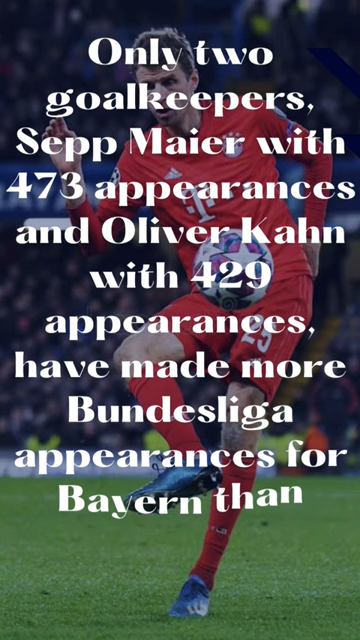 Only two
goalkeepers,
Sepp Maier with
473 appearances
and Oliver Kahn
with 429
appearances,
have made more
Bundesliga
appearances for
Bayern than